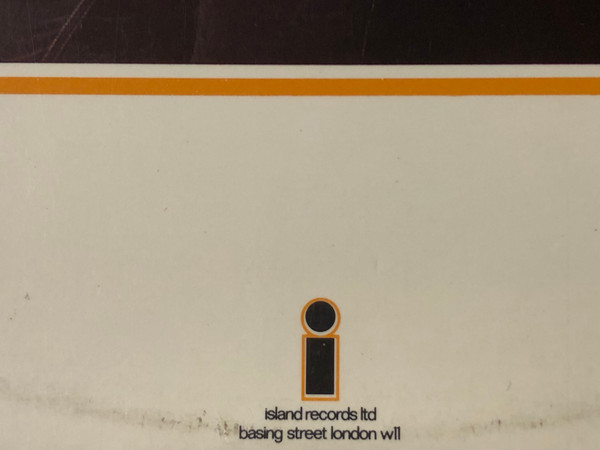 i
island records ltd
basing street london w11